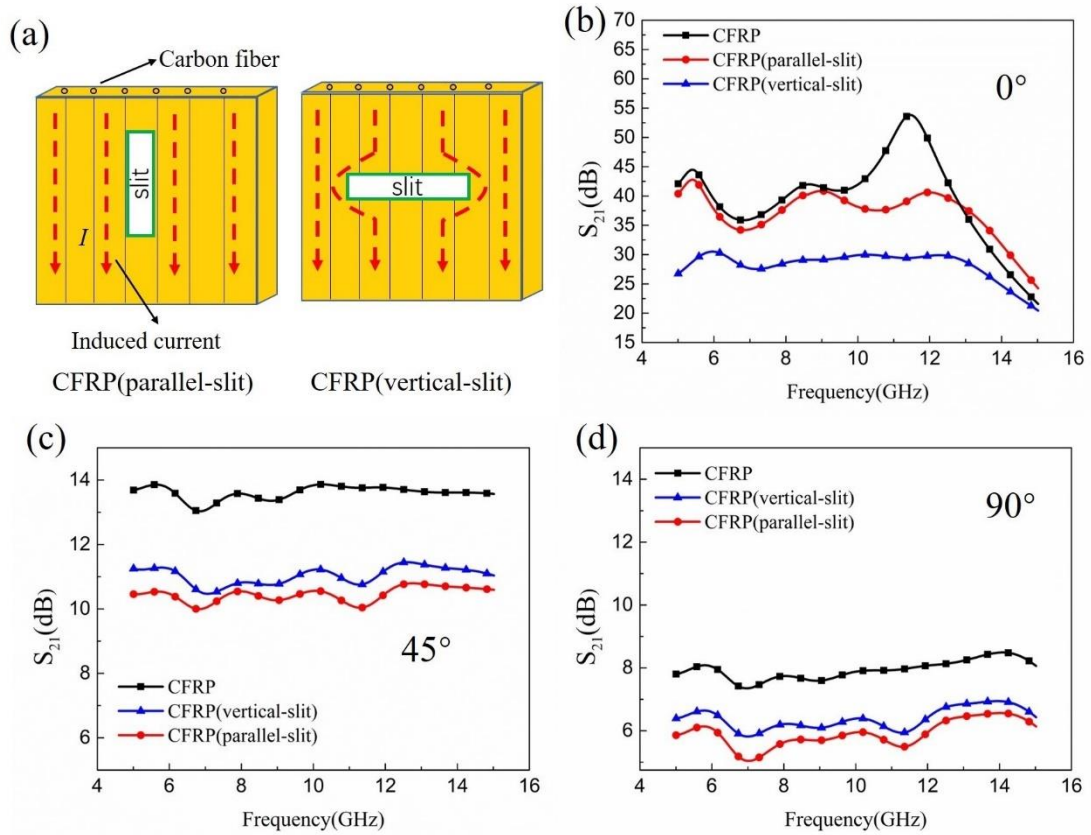 (a)
Carbon fiber
slit
slit
I
Induced current
CFRP(parallel-slit)
CFRP(vertical-slit)
(b)
70
65
60
55
50
45
40
35
30
25
20
15
S21(dB)
CFRP
CFRP(parallel-slit)
CFRP(vertical-slit)
0°
4 6 8 10 12 14 16
Frequency(GHz)
(c)
14
12
10
8
6
S21(dB)
45°
CFRP
CFRP(vertical-slit)
CFRP(parallel-slit)
4 6 8 10 12 14 16
Frequency(GHz)
(d)
14
12
10
8
6
S21(dB)
CFRP
CFRP(vertical-slit)
CFRP(parallel-slit)
90°
4 6 8 10 12 14 16
Frequency(GHz)